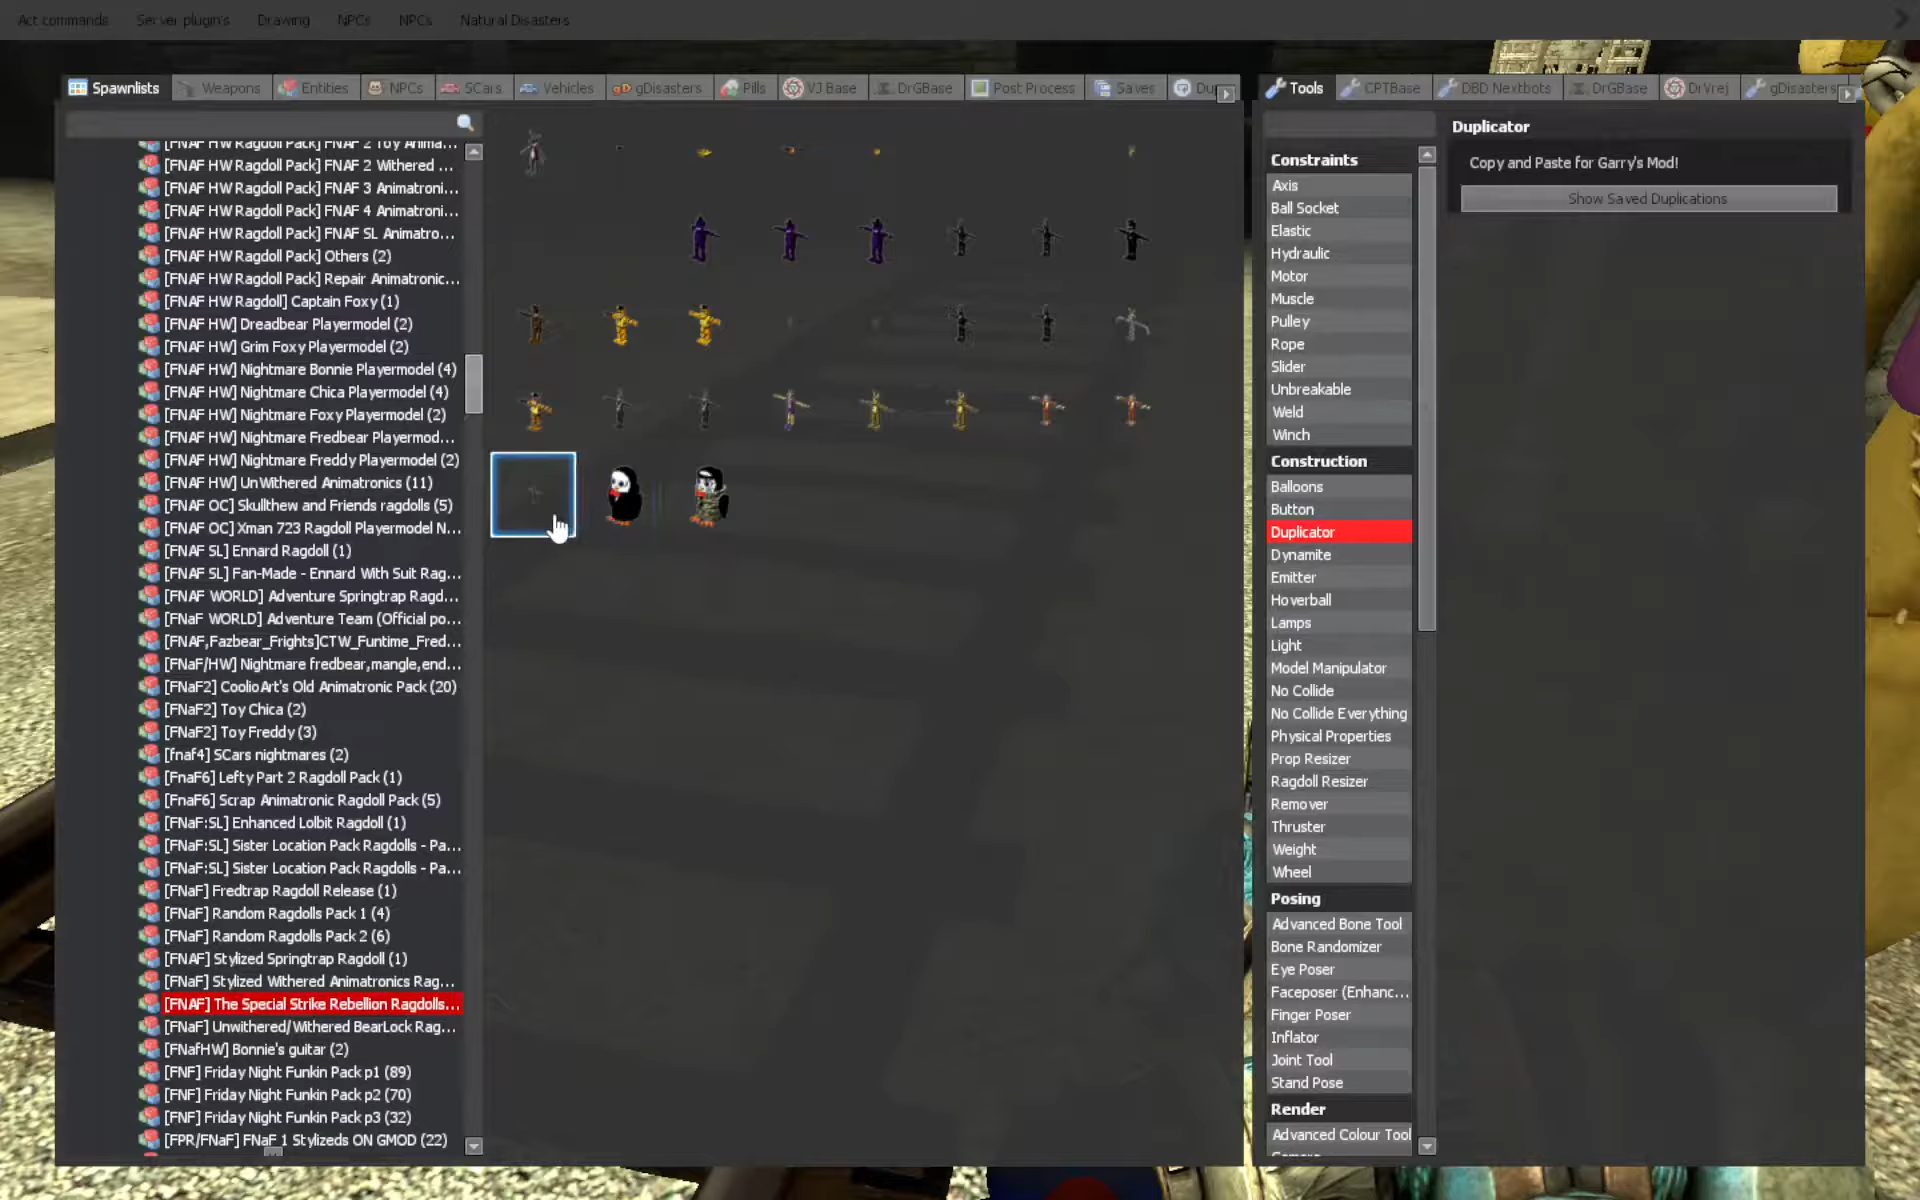 Act commands Server plugin's Drawing NPCs NPCs Natural Disasters
Spawnlists Weapons Entities NPCs SCars Vehicles gDisasters Pills VJ Base DrGBase Post Process Saves
Tools CPTBase DBD Nextbots DrGBase DrVrej gDisasters
[FNAF HW Ragdoll Pack] FNAF 2 Toy Anima...
[FNAF HW Ragdoll Pack] FNAF 2 Withered ...
[FNAF HW Ragdoll Pack] FNAF 3 Animatroni...
[FNAF HW Ragdoll Pack] FNAF 4 Animatroni...
[FNAF HW Ragdoll Pack] FNAF SL Animatro...
[FNAF HW Ragdoll Pack] Others (2)
[FNAF HW Ragdoll Pack] Repair Animatronic...
[FNAF HW Ragdoll] Captain Foxy (1)
[FNAF HW] Dreadbear Playermodel (2)
[FNAF HW] Grim Foxy Playermodel (2)
[FNAF HW] Nightmare Bonnie Playermodel (4)
[FNAF HW] Nightmare Chica Playermodel (4)
[FNAF HW] Nightmare Foxy Playermodel (2)
[FNAF HW] Nightmare Fredbear Playermod...
[FNAF HW] Nightmare Freddy Playermodel (2)
[FNAF HW] UnWithered Animatronics (11)
[FNAF OC] Skullthew and Friends ragdolls (5)
[FNAF OC] Xman 723 Ragdoll Playermodel N...
[FNAF SL] Ennard Ragdoll (1)
[FNAF SL] Fan-Made - Ennard With Suit Rag...
[FNAF WORLD] Adventure Springtrap Ragd...
[FNaF WORLD] Adventure Team (Official po...
[FNAF,Fazbear_Frights]CTW_Funtime_Fred...
[FNaF/HW] Nightmare fredbear,mangle,end...
[FNaF2] CoolioArt's Old Animatronic Pack (20)
[FNaF2] Toy Chica (2)
[FNaF2] Toy Freddy (3)
[fnaf4] SCars nightmares (2)
[FnaF6] Lefty Part 2 Ragdoll Pack (1)
[FnaF6] Scrap Animatronic Ragdoll Pack (5)
[FNaF:SL] Enhanced Lolbit Ragdoll (1)
[FNaF:SL] Sister Location Pack Ragdolls - Pa...
[FNaF:SL] Sister Location Pack Ragdolls - Pa...
[FNaF] Fredtrap Ragdoll Release (1)
[FNaF] Random Ragdolls Pack 1 (4)
[FNaF] Random Ragdolls Pack 2 (6)
[FNAF] Stylized Springtrap Ragdoll (1)
[FNaF] Stylized Withered Animatronics Rag...
[FNAF] The Special Strike Rebellion Ragdolls...
[FNaF] Unwithered/Withered BearLock Rag...
[FNafHW] Bonnie's guitar (2)
[FNF] Friday Night Funkin Pack p1 (89)
[FNF] Friday Night Funkin Pack p2 (70)
[FNF] Friday Night Funkin Pack p3 (32)
[FPR/FNaF] FNaF 1 Stylizeds ON GMOD (22)
Constraints
Axis
Ball Socket
Elastic
Hydraulic
Motor
Muscle
Pulley
Rope
Slider
Unbreakable
Weld
Winch
Construction
Balloons
Button
Duplicator
Dynamite
Emitter
Hoverball
Lamps
Light
Model Manipulator
No Collide
No Collide Everything
Physical Properties
Prop Resizer
Ragdoll Resizer
Remover
Thruster
Weight
Wheel
Posing
Advanced Bone Tool
Bone Randomizer
Eye Poser
Faceposer (Enhanc...
Finger Poser
Inflator
Joint Tool
Stand Pose
Render
Advanced Colour Tool
Duplicator
Copy and Paste for Garry's Mod!
Show Saved Duplications